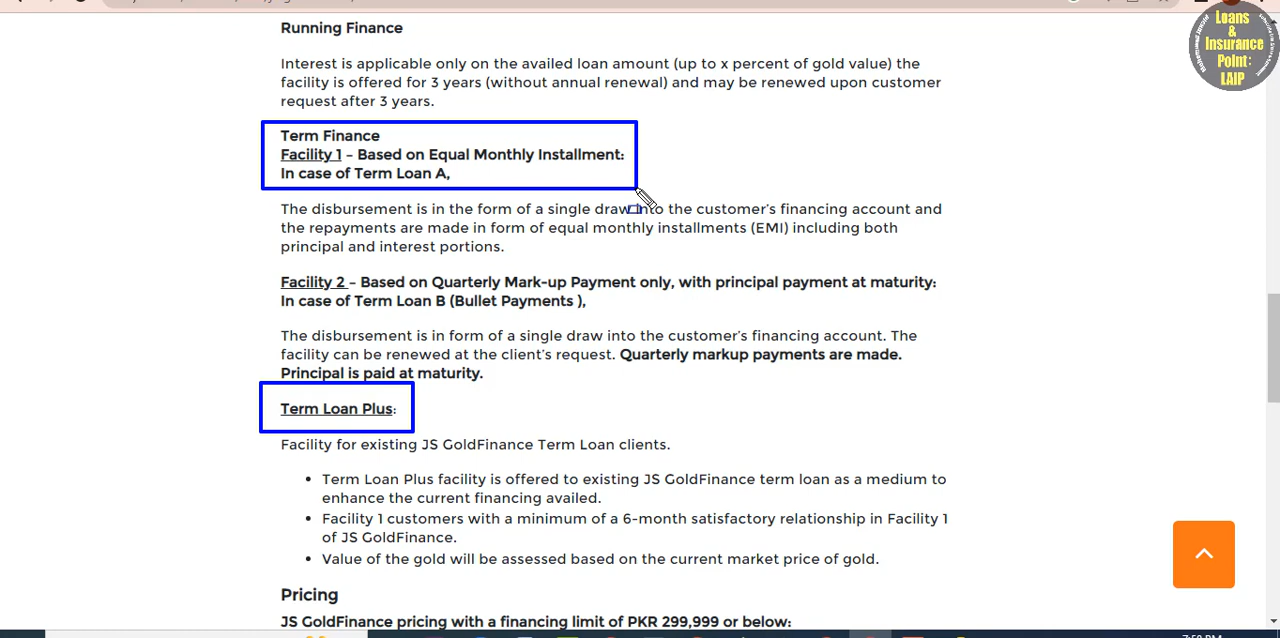 Loans
&
Insurance
Point:
LAIP
Running Finance
Interest is applicable only on the availed loan amount (up to x percent of gold value) the
facility is offered for 3 years (without annual renewal) and may be renewed upon customer
request after 3 years.
Term Finance
Facility 1 – Based on Equal Monthly Installment:
In case of Term Loan A,
The disbursement is in the form of a single draw into the customer's financing account and
the repayments are made in form of equal monthly installments (EMI) including both
principal and interest portions.
Facility 2 – Based on Quarterly Mark-up Payment only, with principal payment at maturity:
In case of Term Loan B (Bullet Payments ),
The disbursement is in form of a single draw into the customer's financing account. The
facility can be renewed at the client's request. Quarterly markup payments are made.
Principal is paid at maturity.
Term Loan Plus:
Facility for existing JS GoldFinance Term Loan clients.
• Term Loan Plus facility is offered to existing JS GoldFinance term loan as a medium to
enhance the current financing availed.
• Facility 1 customers with a minimum of a 6-month satisfactory relationship in Facility 1
of JS GoldFinance.
• Value of the gold will be assessed based on the current market price of gold.
Pricing
JS GoldFinance pricing with a financing limit of PKR 299,999 or below: